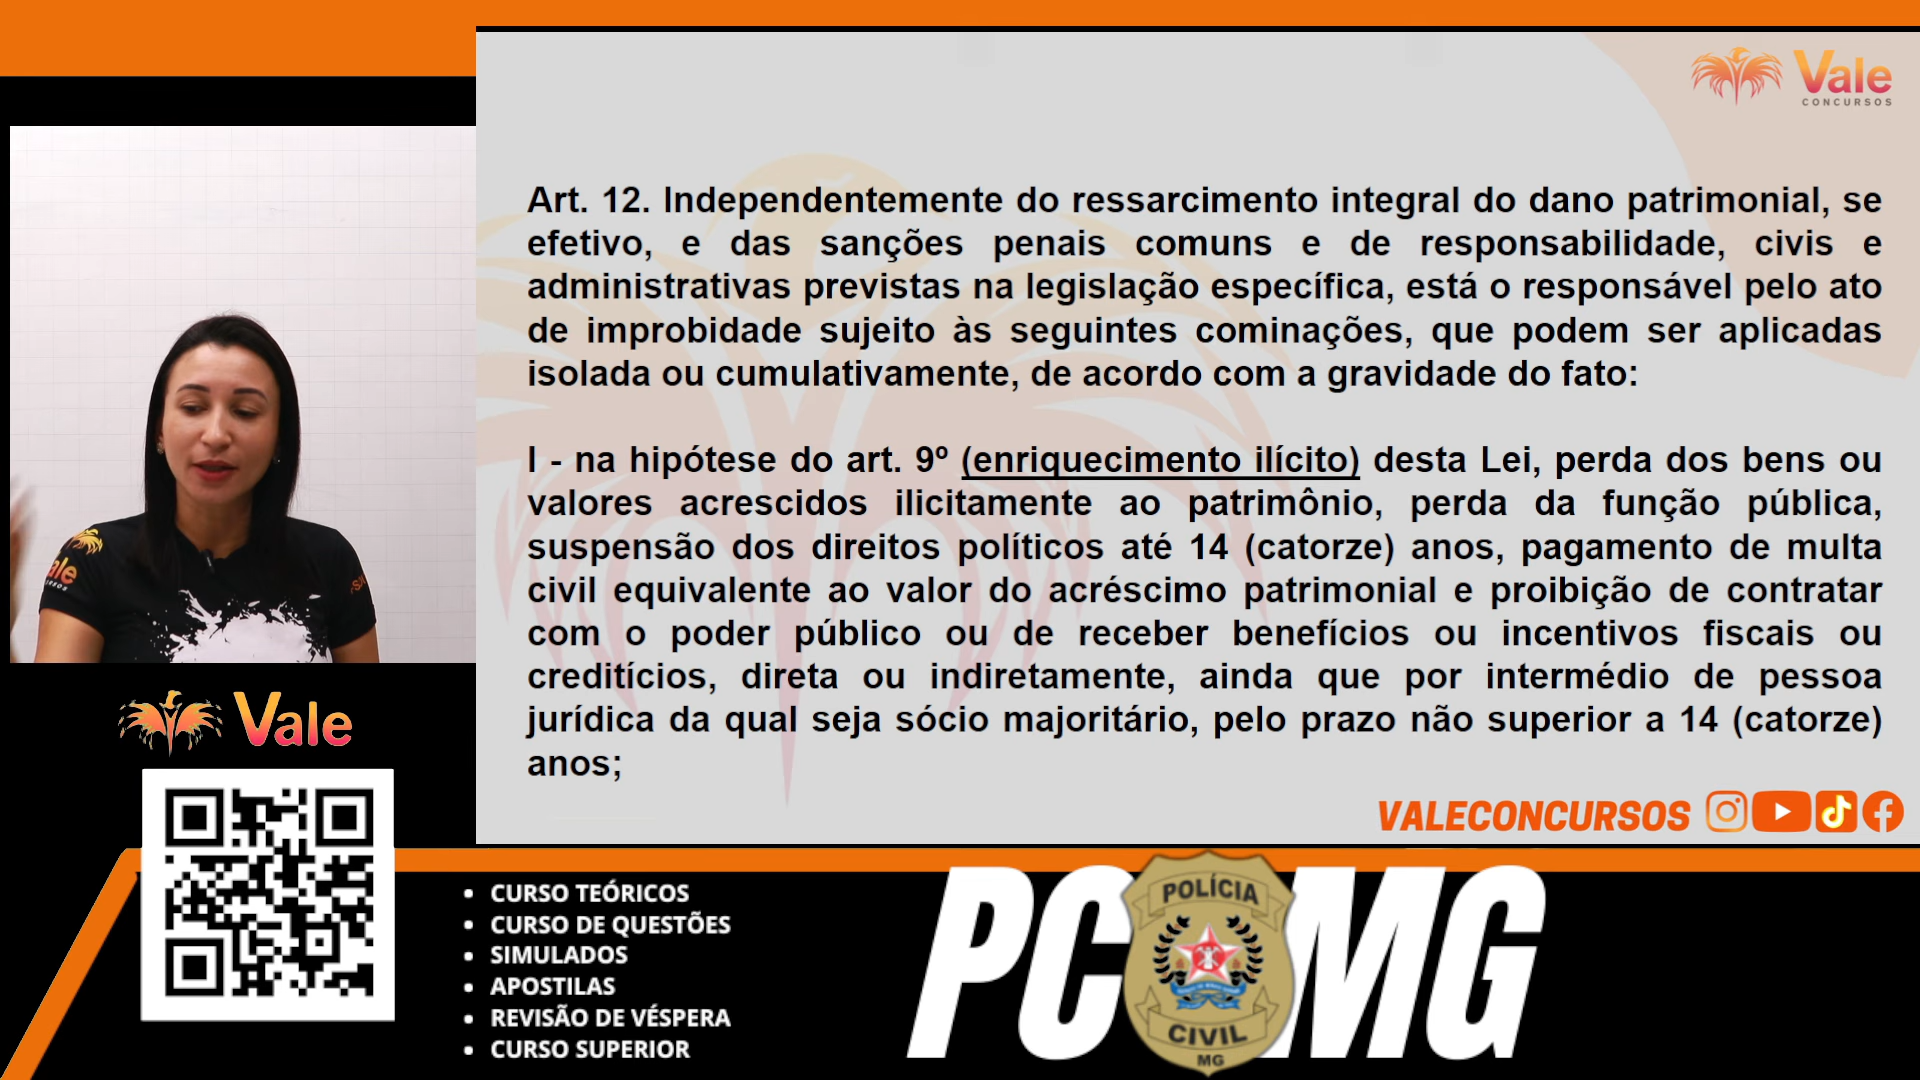 Vale
CONCURSOS
Art. 12. Independentemente do ressarcimento integral do dano patrimonial, se
efetivo, e das sanções penais comuns e de responsabilidade, civis e
administrativas previstas na legislação específica, está o responsável pelo ato
de improbidade sujeito às seguintes cominações, que podem ser aplicadas
isolada ou cumulativamente, de acordo com a gravidade do fato:
I - na hipótese do art. 9º (enriquecimento ilícito) desta Lei, perda dos bens ou
valores acrescidos ilicitamente ao patrimônio, perda da função pública,
suspensão dos direitos políticos até 14 (catorze) anos, pagamento de multa
civil equivalente ao valor do acréscimo patrimonial e proibição de contratar
com o poder público ou de receber benefícios ou incentivos fiscais ou
creditícios, direta ou indiretamente, ainda que por intermédio de pessoa
jurídica da qual seja sócio majoritário, pelo prazo não superior a 14 (catorze)
anos;
VALECONCURSOS
Vale
• CURSO TEÓRICOS
• CURSO DE QUESTÕES
• SIMULADOS
• APOSTILAS
• REVISÃO DE VÉSPERA
• CURSO SUPERIOR
PC MG
POLÍCIA
CIVIL
MG